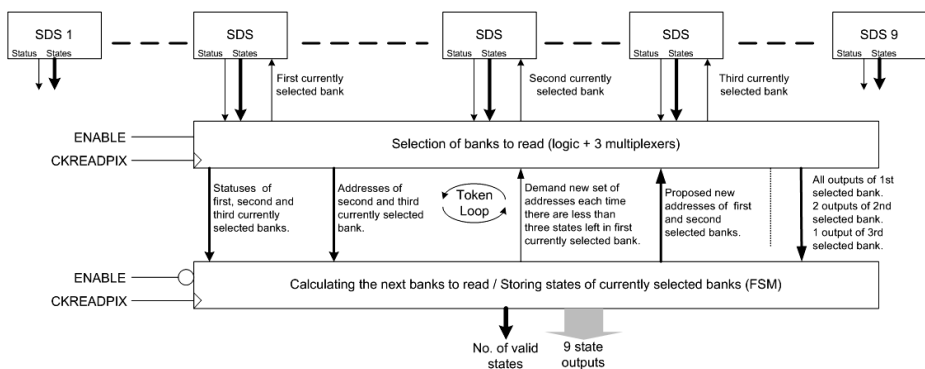 SDS 1
Status States
SDS
Status States
SDS
Status States
SDS
Status States
SDS 9
Status States
First currently
selected bank
Second currently
selected bank
Third currently
selected bank
ENABLE
CKREADPIX
Selection of banks to read (logic + 3 multiplexers)
Statuses of
first, second and
third currently
selected banks.
Addresses of
second and third
currently selected
bank.
Token
Loop
Demand new set of
addresses each time
there are less than
three states left in first
currently selected bank.
Proposed new
addresses of first
and second
selected banks.
All outputs of 1st
selected bank.
2 outputs of 2nd
selected bank.
1 output of 3rd
selected bank.
ENABLE
CKREADPIX
Calculating the next banks to read / Storing states of currently selected banks (FSM)
No. of valid
states
9 state
outputs